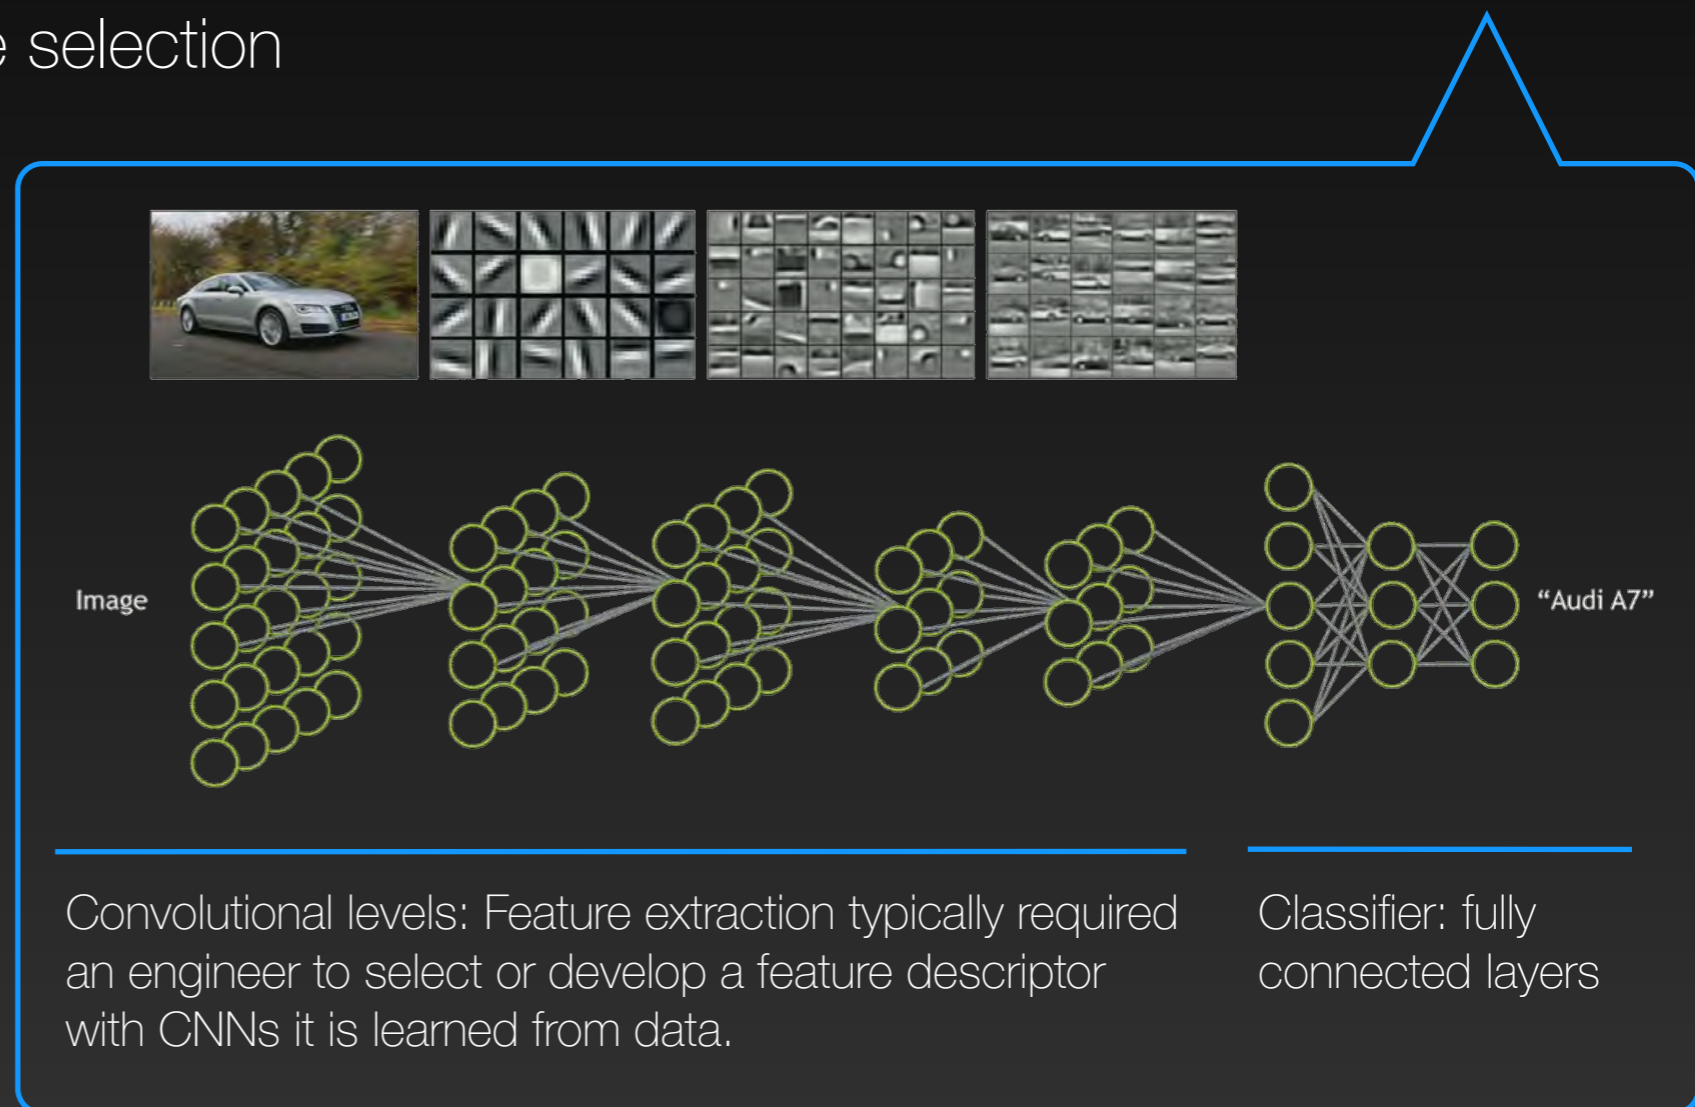 e selection
Image
“Audi A7”
Convolutional levels: Feature extraction typically required
an engineer to select or develop a feature descriptor
with CNNs it is learned from data.
Classifier: fully
connected layers